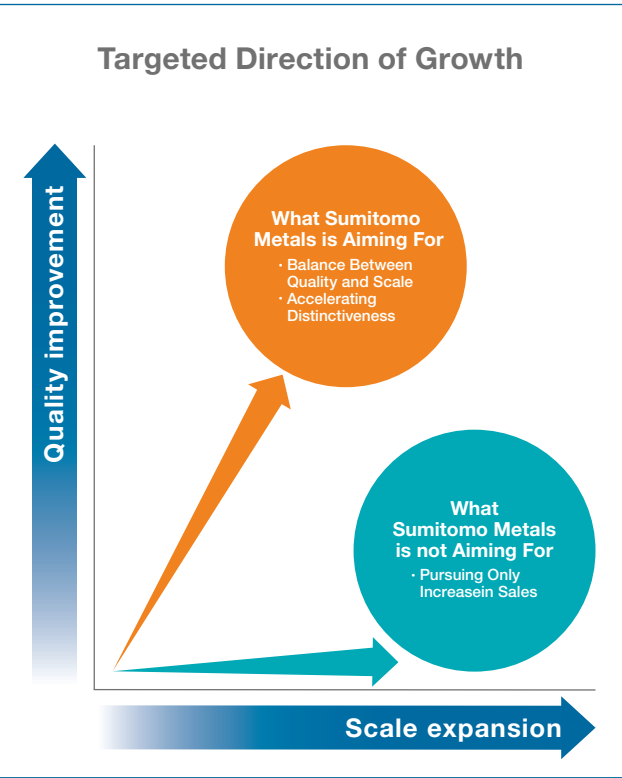 Targeted Direction of Growth
Quality improvement
What Sumitomo
Metals is Aiming For
· Balance Between
Quality and Scale
· Accelerating
Distinctiveness
What
Sumitomo Metals
is not Aiming For
· Pursuing Only
Increasein Sales
Scale expansion